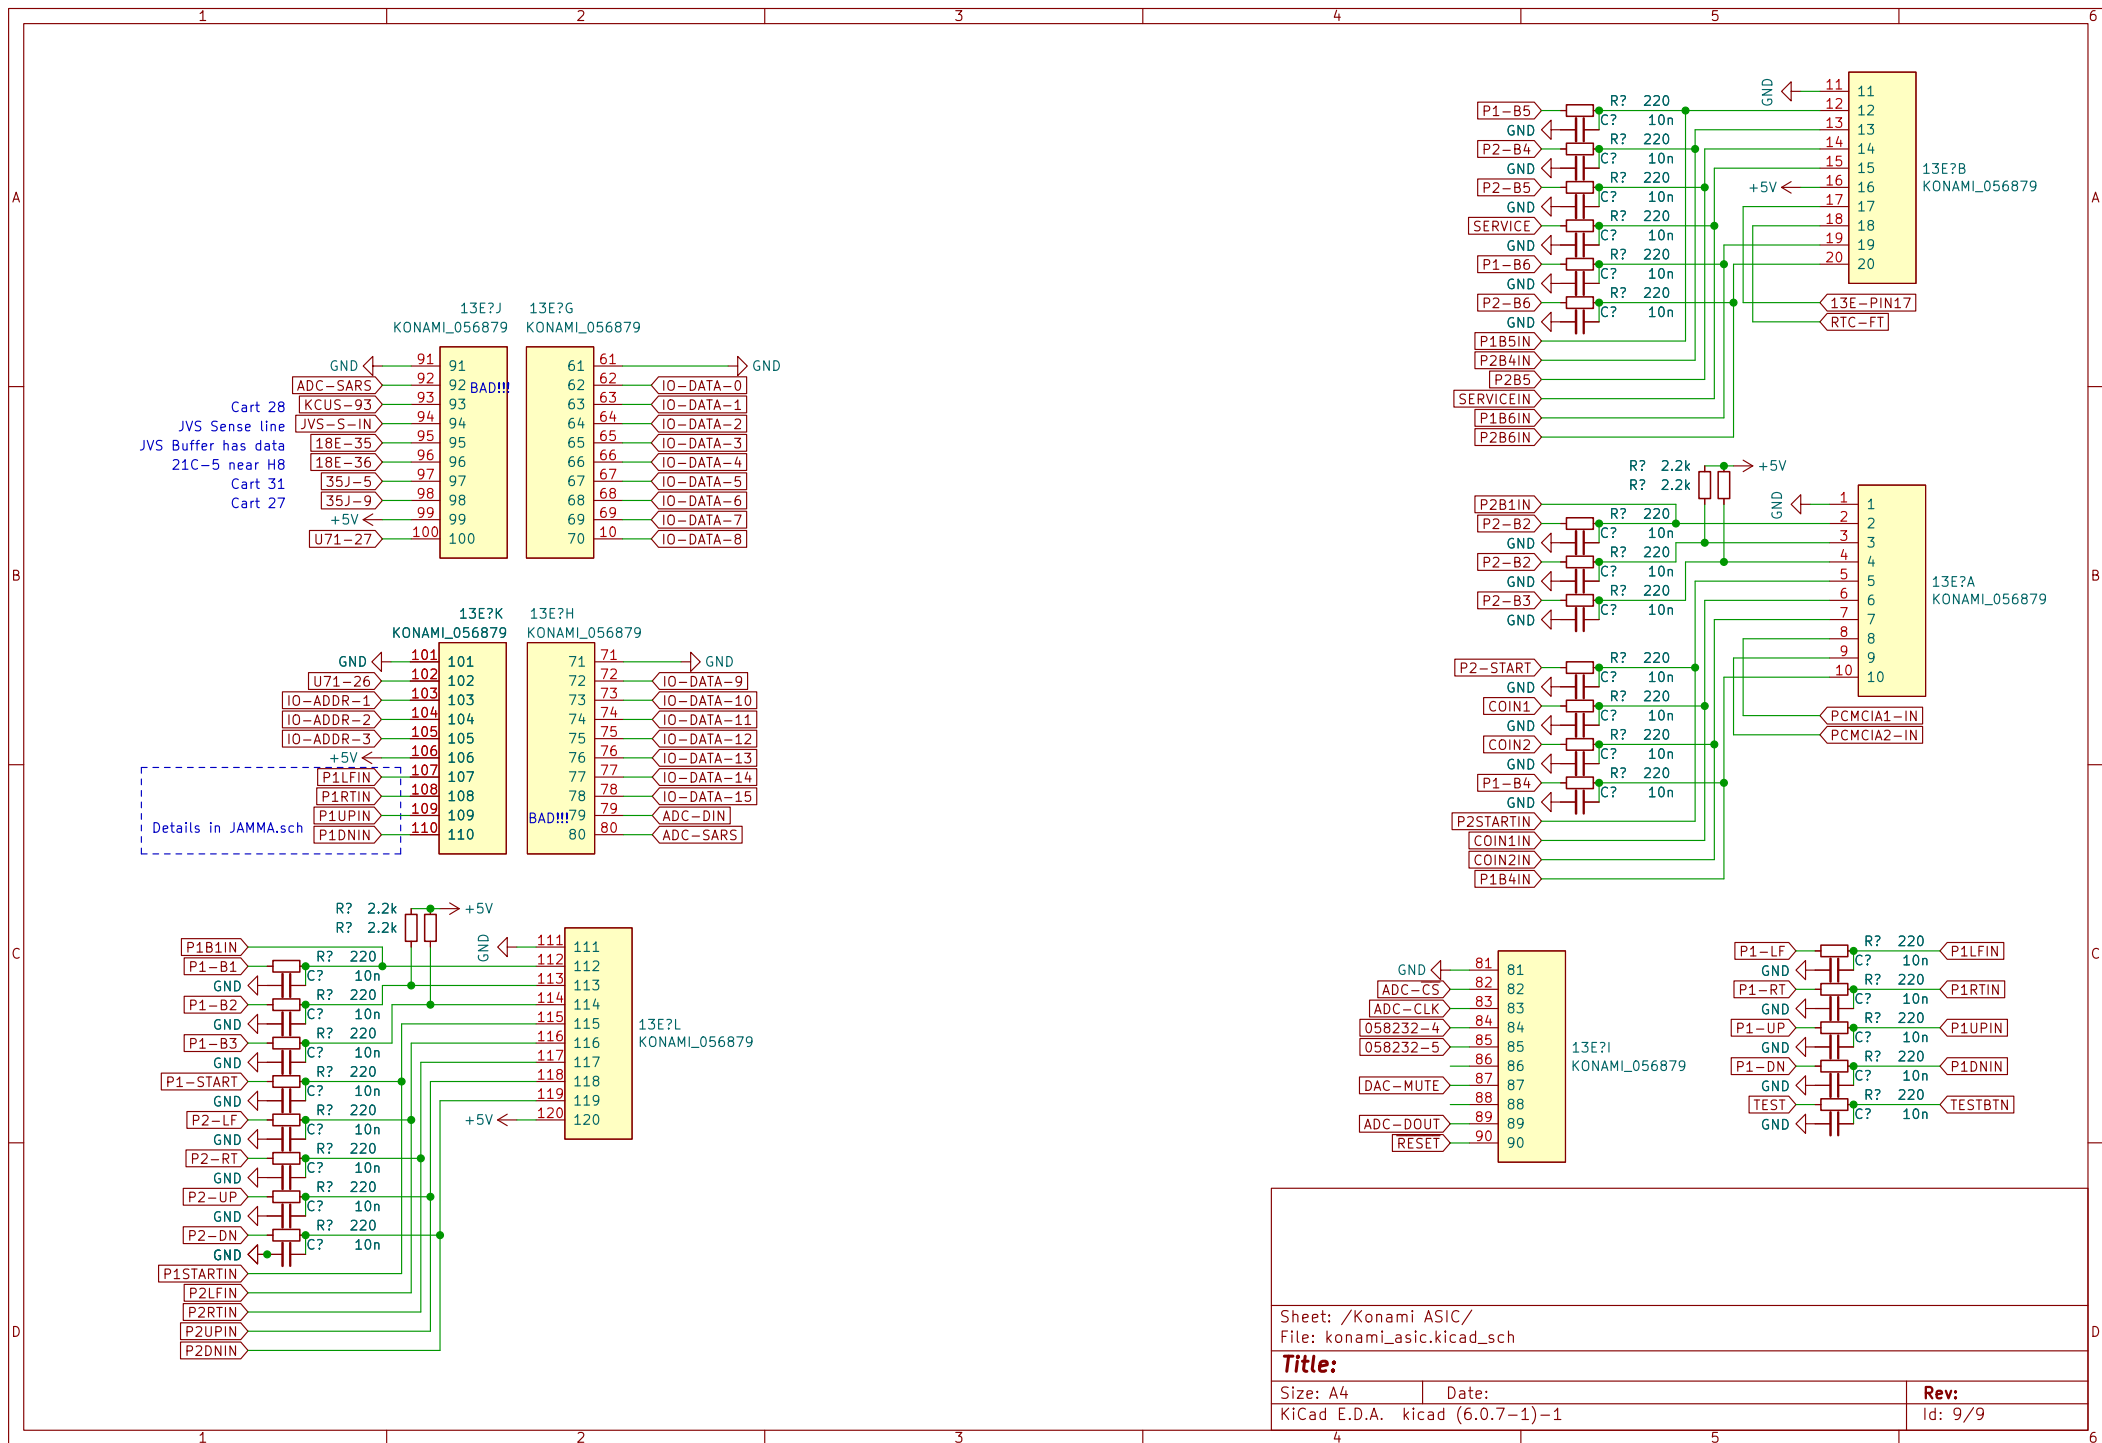 1 2 3 4 5 6
A
B
C
D
A
B
C
D
1 2 3 4 5 6
13E?J
KONAMI_056879
GND 91 91
ADC-SARS 92 92 BAD!!!
KCUS-93 93 93
JVS-S-IN 94 94
18E-35 95 95
18E-36 96 96
35J-5 97 97
35J-9 98 98
+5V 99 99
U71-27 100 100
Cart 28
JVS Sense line
JVS Buffer has data
21C-5 near H8
Cart 31
Cart 27
13E?G
KONAMI_056879
61 61 GND
62 62 IO-DATA-0
63 63 IO-DATA-1
64 64 IO-DATA-2
65 65 IO-DATA-3
66 66 IO-DATA-4
67 67 IO-DATA-5
68 68 IO-DATA-6
69 69 IO-DATA-7
70 10 IO-DATA-8
13E?K
KONAMI_056879
GND 101 101
U71-26 102 102
IO-ADDR-1 103 103
IO-ADDR-2 104 104
IO-ADDR-3 105 105
+5V 106 106
P1LFIN 107 107
P1RTIN 108 108
P1UPIN 109 109
P1DNIN 110 110
Details in JAMMA.sch
13E?H
KONAMI_056879
71 71 GND
72 72 IO-DATA-9
73 73 IO-DATA-10
74 74 IO-DATA-11
75 75 IO-DATA-12
76 76 IO-DATA-13
77 77 IO-DATA-14
78 78 IO-DATA-15
BAD!!! 79 79 ADC-DIN
80 80 ADC-SARS
R? 2.2k +5V
R? 2.2k
P1B1IN
P1-B1 R? 220
GND C? 10n
P1-B2 R? 220
GND C? 10n
P1-B3 R? 220
GND C? 10n
P1-START R? 220
GND C? 10n
P2-LF R? 220
GND C? 10n
P2-RT R? 220
GND C? 10n
P2-UP R? 220
GND C? 10n
P2-DN R? 220
GND C? 10n
P1STARTIN
P2LFIN
P2RTIN
P2UPIN
P2DNIN
GND 111 111
112 112
113 113
114 114
115 115
116 116
117 117
118 118
119 119
+5V 120 120
13E?L
KONAMI_056879
P1-B5 R? 220
GND C? 10n
P2-B4 R? 220
GND C? 10n
P2-B5 R? 220
GND C? 10n
SERVICE R? 220
GND C? 10n
P1-B6 R? 220
GND C? 10n
P2-B6 R? 220
GND C? 10n
P1B5IN
P2B4IN
P2B5
SERVICEIN
P1B6IN
P2B6IN
GND 11 11
12 12
13 13
14 14
15 15
+5V 16 16
17 17
18 18
19 19
20 20
13E?B
KONAMI_056879
13E-PIN17
RTC-FT
R? 2.2k +5V
R? 2.2k
P2B1IN
P2-B2 R? 220
GND C? 10n
P2-B2 R? 220
GND C? 10n
P2-B3 R? 220
GND C? 10n
P2-START R? 220
GND C? 10n
COIN1 R? 220
GND C? 10n
COIN2 R? 220
GND C? 10n
P1-B4 R? 220
GND C? 10n
P2STARTIN
COIN1IN
COIN2IN
P1B4IN
GND 1 1
2 2
3 3
4 4
5 5
6 6
7 7
8 8
9 9
10 10
13E?A
KONAMI_056879
PCMCIA1-IN
PCMCIA2-IN
GND 81 81
ADC-CS 82 82
ADC-CLK 83 83
058232-4 84 84
058232-5 85 85
86 86
DAC-MUTE 87 87
88 88
ADC-DOUT 89 89
RESET 90 90
13E?I
KONAMI_056879
P1-LF R? 220 P1LFIN
GND C? 10n
P1-RT R? 220 P1RTIN
GND C? 10n
P1-UP R? 220 P1UPIN
GND C? 10n
P1-DN R? 220 P1DNIN
GND C? 10n
TEST R? 220 TESTBTN
GND C? 10n
Sheet: /Konami ASIC/
File: konami_asic.kicad_sch
Title:
Size: A4 Date: Rev:
KiCad E.D.A. kicad (6.0.7-1)-1 Id: 9/9